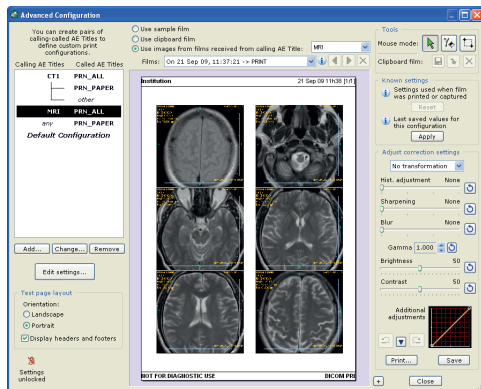 Advanced Configuration
You can create pairs of
calling-called AE Titles to
define custom print
configurations.
Calling AE Titles Called AE Titles
CT1 PRN_ALL
PRN_PAPER
other
MRI PRN_ALL
any PRN_PAPER
Default Configuration
Add... Change... Remove
Edit settings...
Test page layout
Orientation:
Landscape
Portrait
Display headers and footers
Settings
unlocked
Use sample film
Use clipboard film
Use images from films received from calling AE Title: MRI
Films: On 21 Sep 09, 11:37:21 -> PRINT
Institution 21 Sep 09 11h38 [1/1]
NOT FOR DIAGNOSTIC USE DICOM PRI
Tools
Mouse mode:
Clipboard film:
Known settings
Settings used when film
was printed or captured
Reset
Last saved values for
this configuration
Apply
Adjust correction settings
No transformation
Hist. adjustment None
Sharpening None
Blur None
Gamma 1.000
Brightness 50
Contrast 50
Additional
adjustments
Print... Save
+ Close